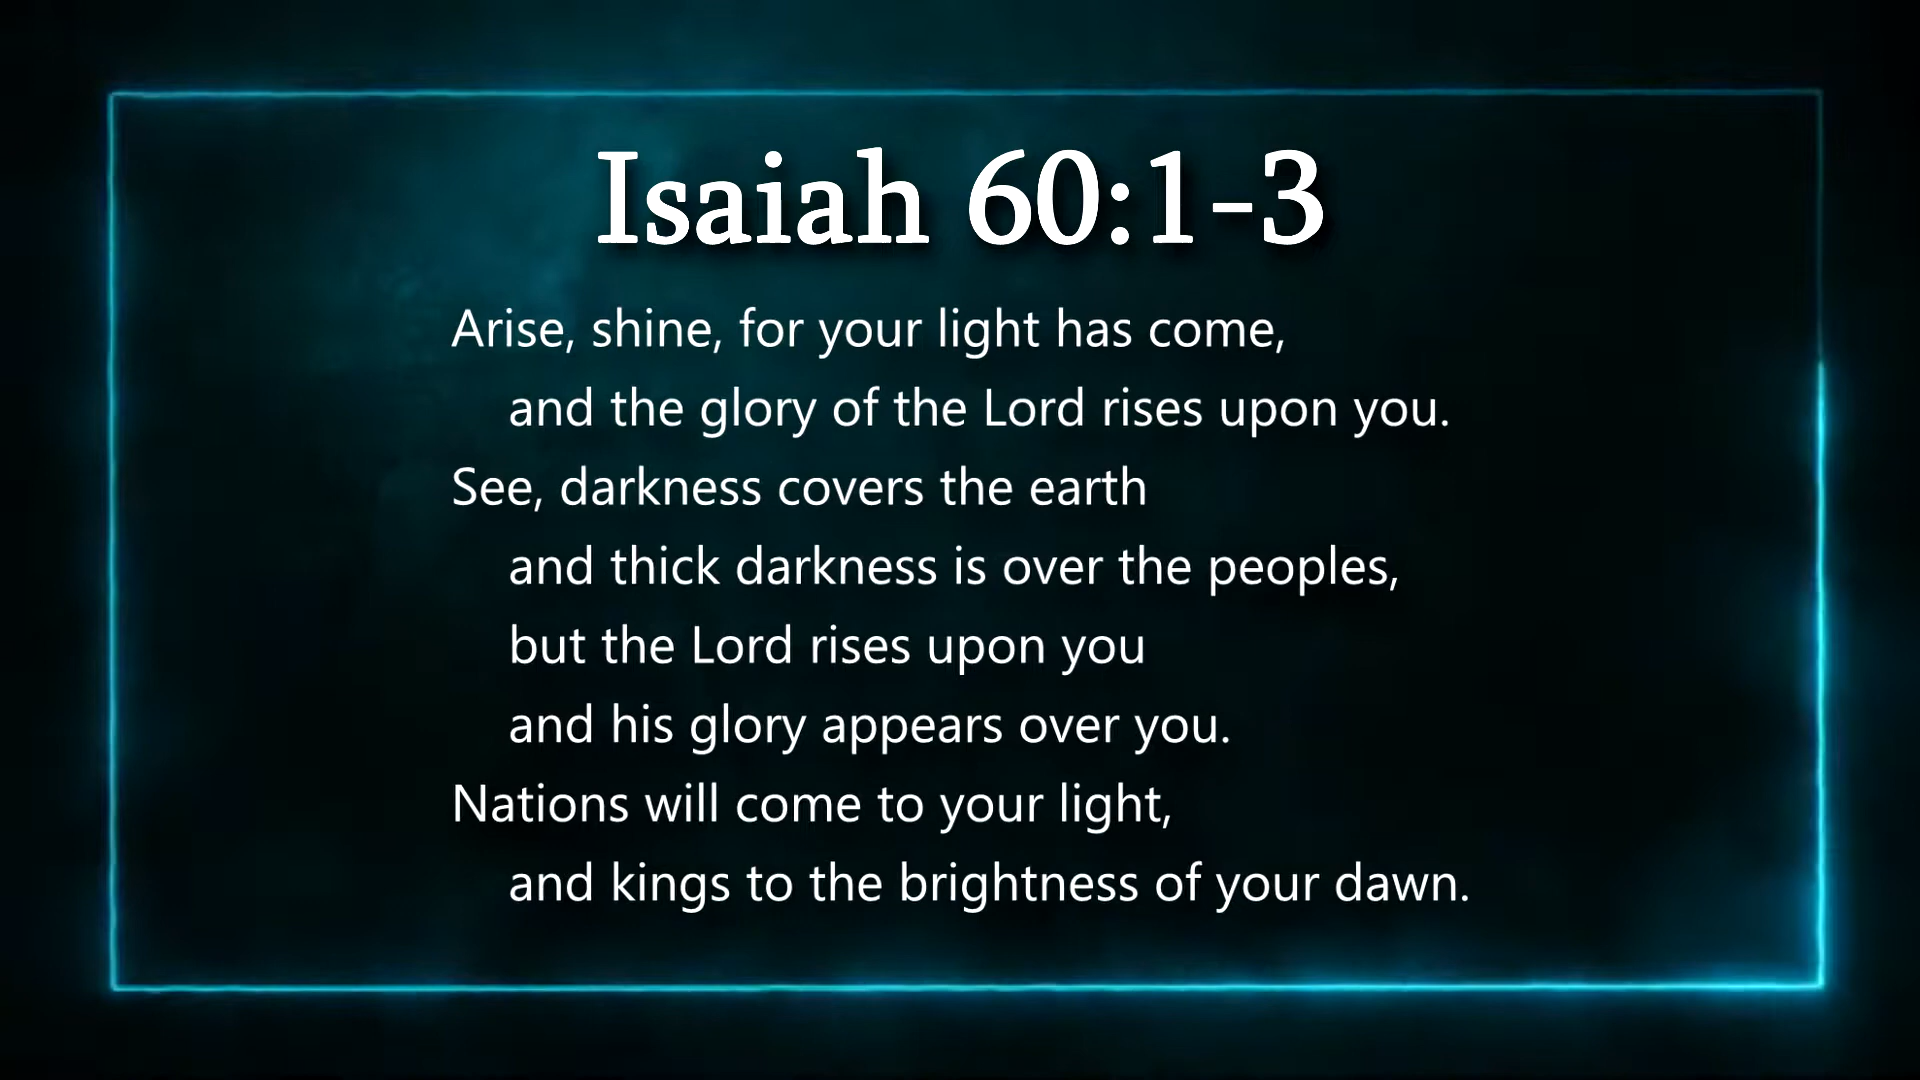 Isaiah 60:1-3
Arise, shine, for your light has come,
and the glory of the Lord rises upon you.
See, darkness covers the earth
and thick darkness is over the peoples,
but the Lord rises upon you
and his glory appears over you.
Nations will come to your light,
and kings to the brightness of your dawn.